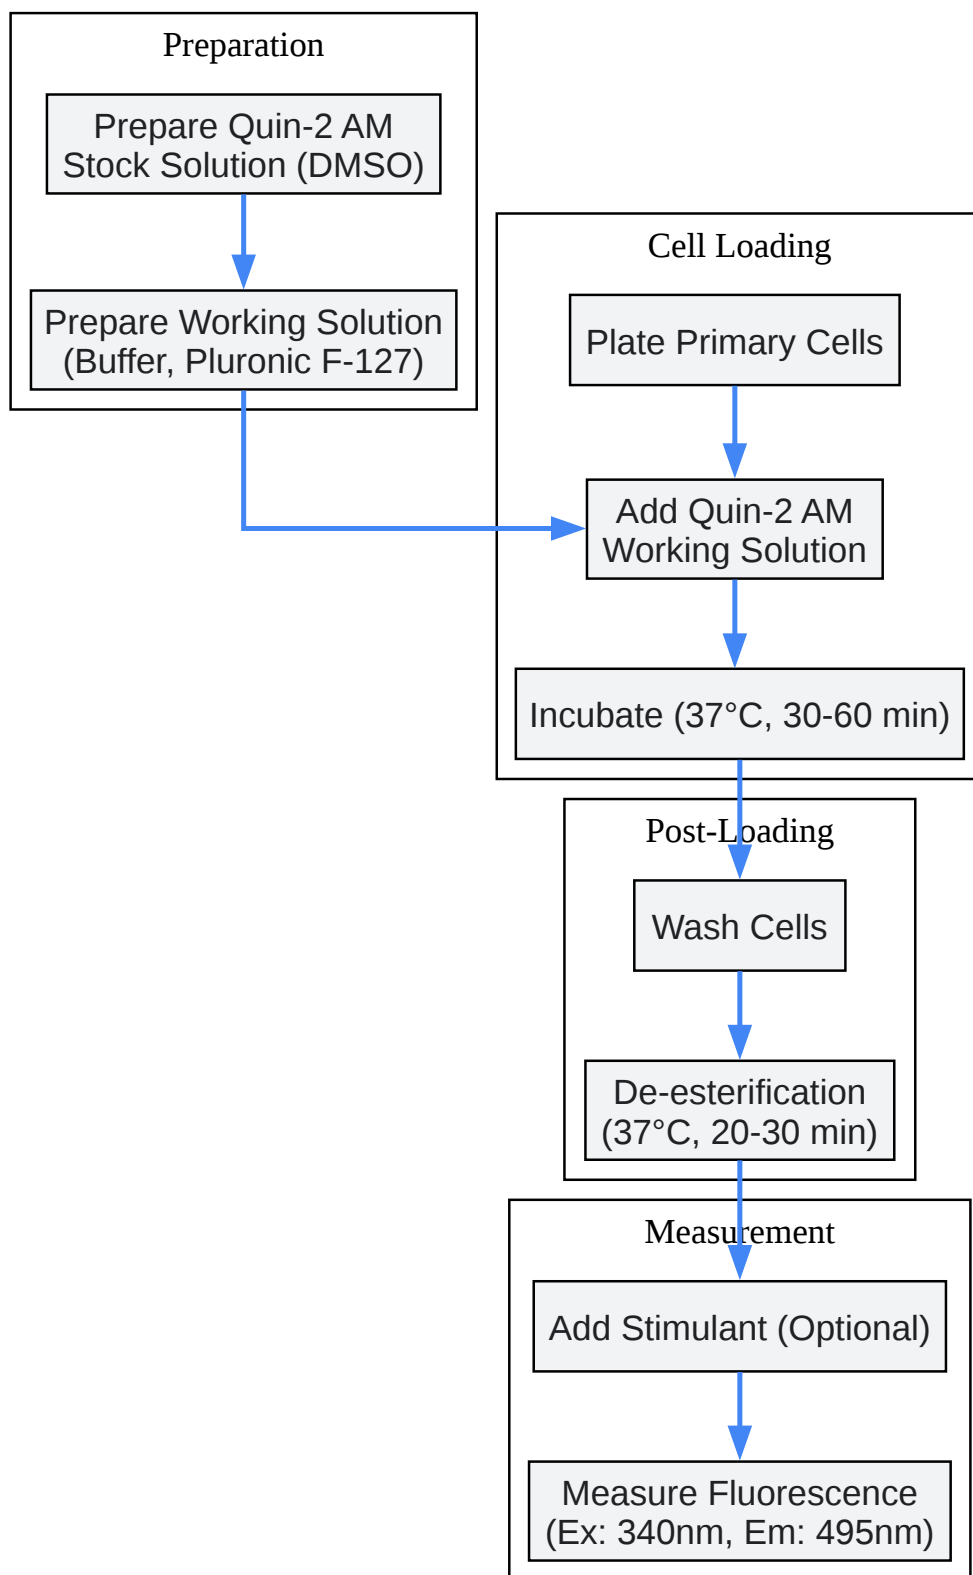 Preparation
Prepare Quin-2 AM
Stock Solution (DMSO)
Prepare Working Solution
(Buffer, Pluronic F-127)
Cell Loading
Plate Primary Cells
Add Quin-2 AM
Working Solution
Incubate (37°C, 30-60 min)
Post-Loading
Wash Cells
De-esterification
(37°C, 20-30 min)
Measurement
Add Stimulant (Optional)
Measure Fluorescence
(Ex: 340nm, Em: 495nm)